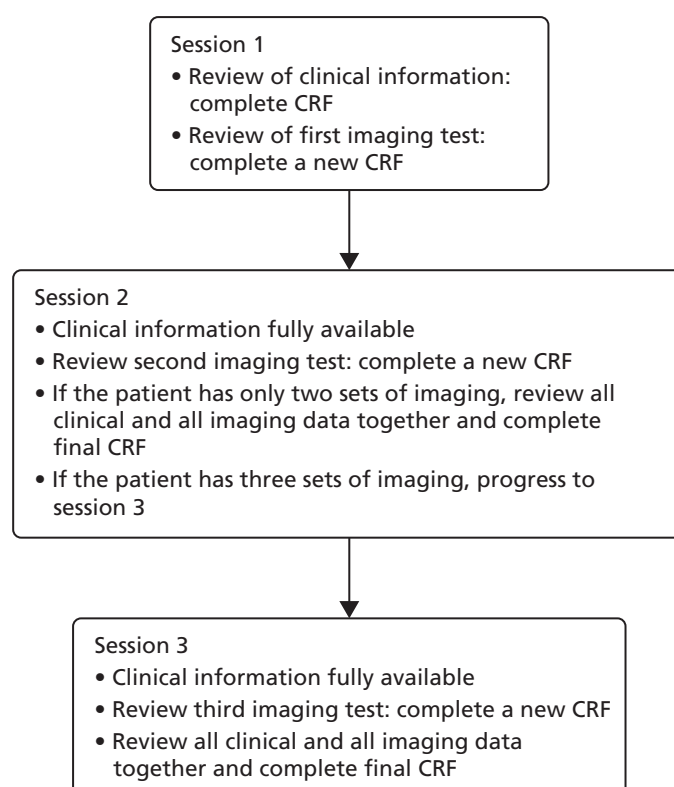 Session 1
• Review of clinical information:
complete CRF
• Review of first imaging test:
complete a new CRF
Session 2
• Clinical information fully available
• Review second imaging test: complete a new CRF
• If the patient has only two sets of imaging, review all
clinical and all imaging data together and complete
final CRF
• If the patient has three sets of imaging, progress to
session 3
Session 3
• Clinical information fully available
• Review third imaging test: complete a new CRF
• Review all clinical and all imaging data
together and complete final CRF